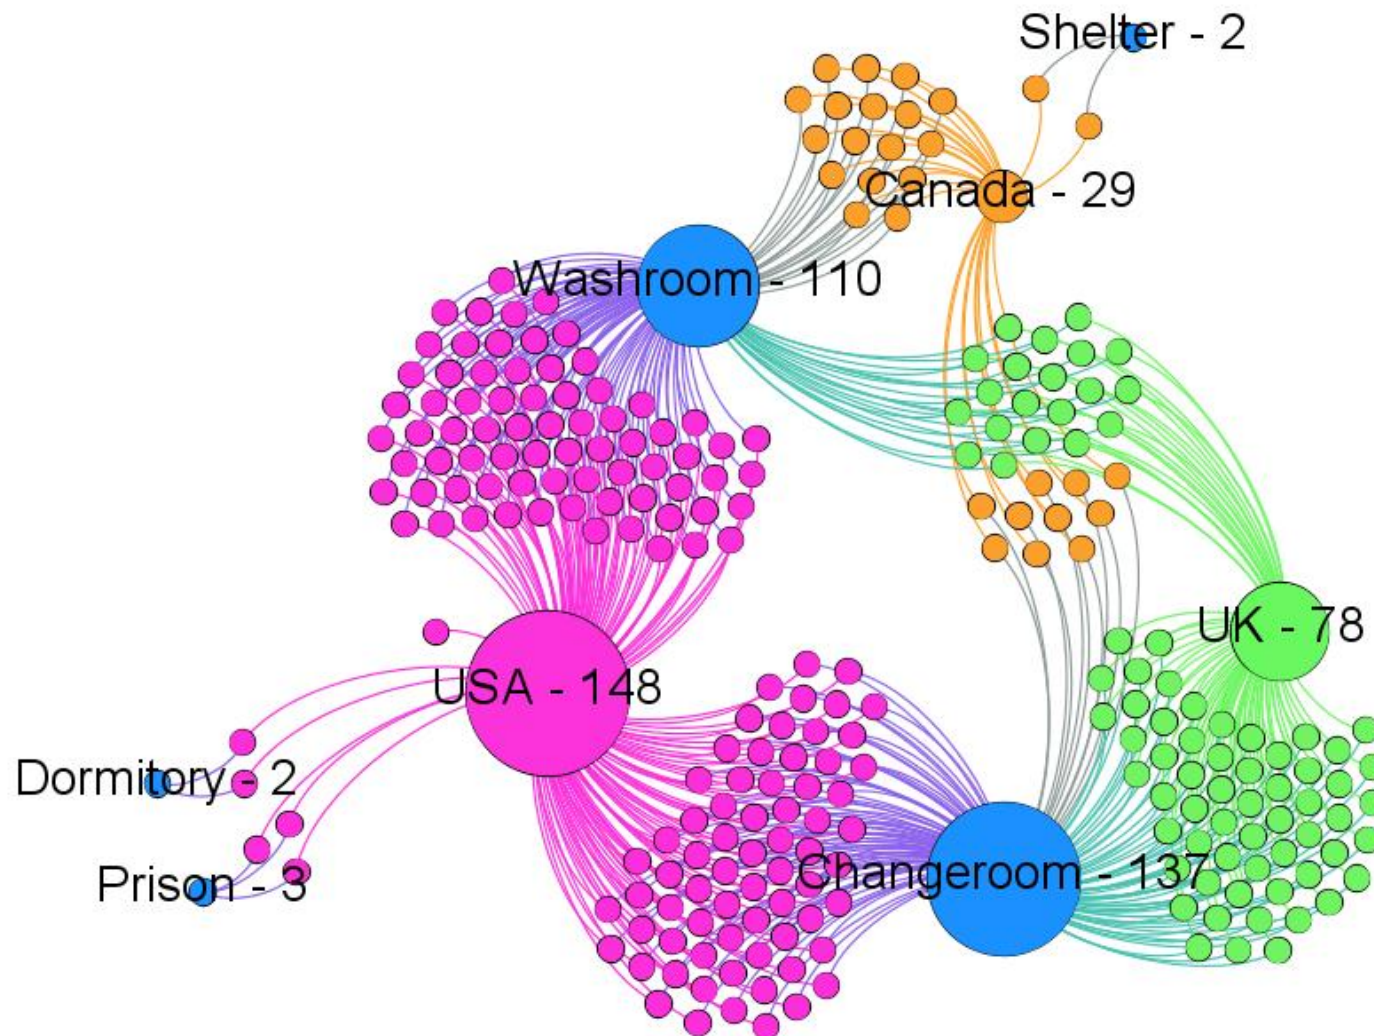 Shelter - 2
Canada - 29
Washroom - 110
UK - 78
USA - 148
Dormitory - 2
Changeroom - 137
Prison - 3